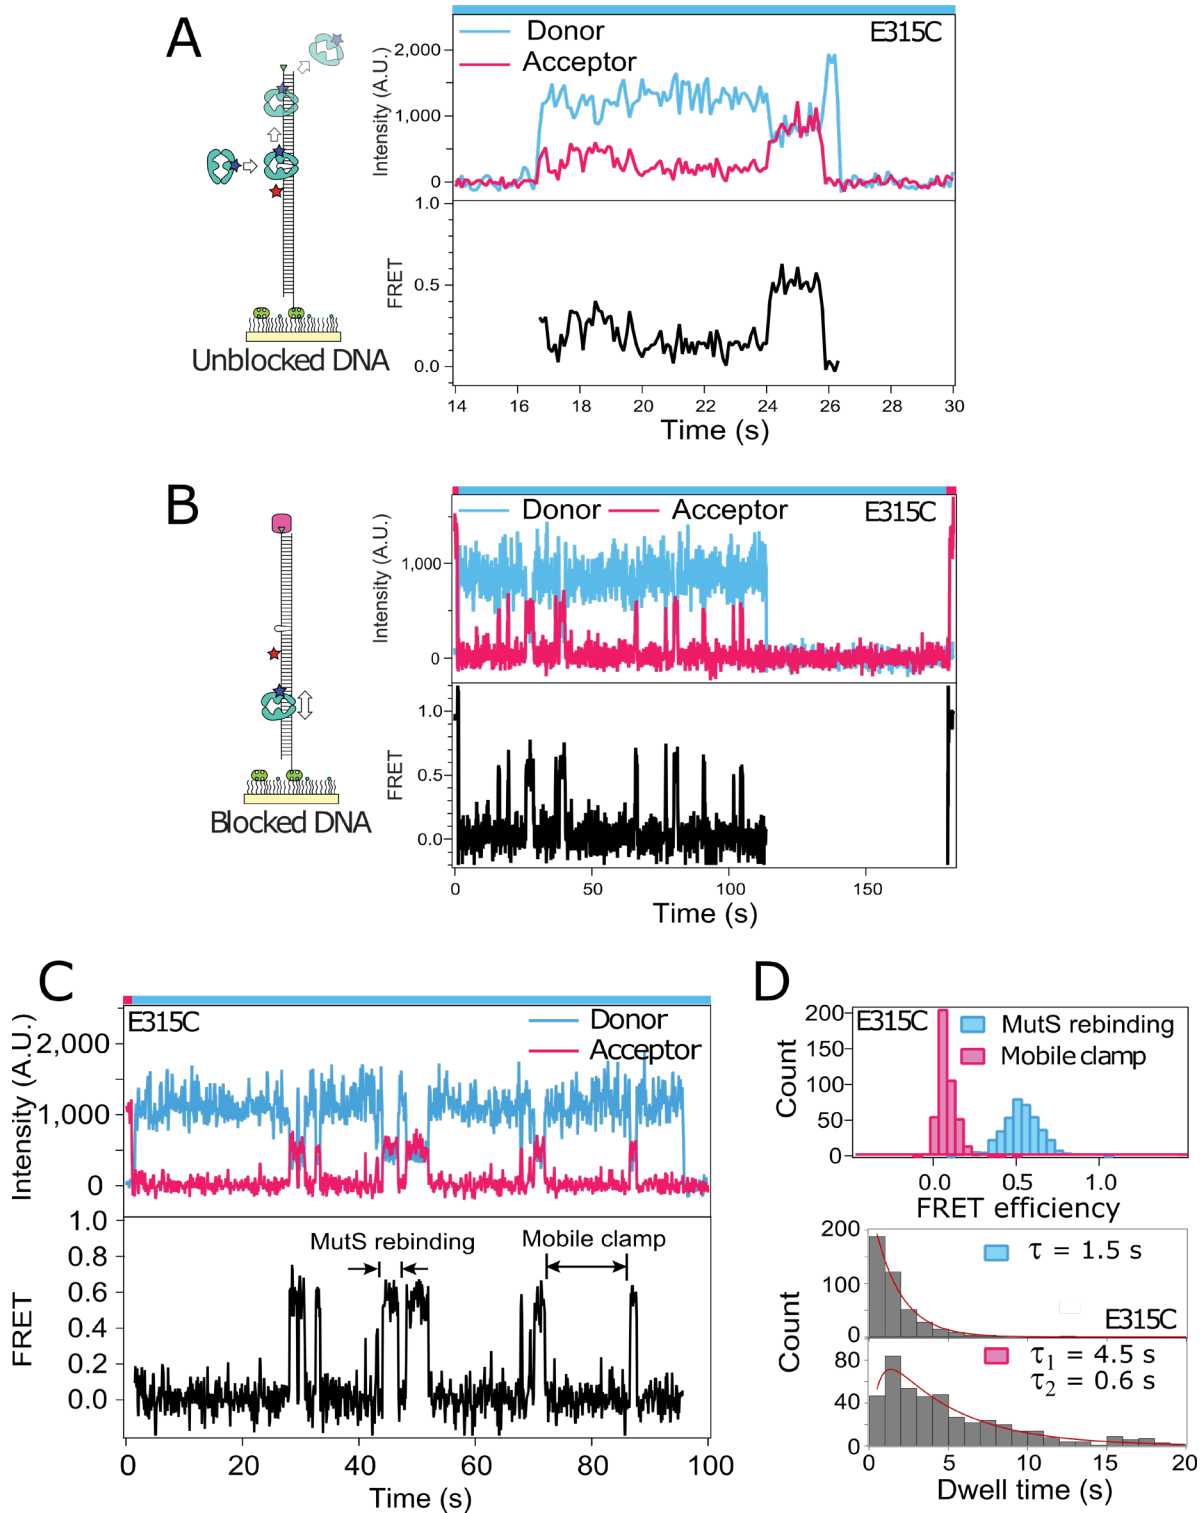 A
E315C
Donor
Acceptor
2,000
1,000
0
Intensity (A.U.)
1.0
0.5
0.0
FRET
14 16 18 20 22 24 26 28 30
Time (s)
Unblocked DNA
B
Donor Acceptor E315C
1,000
0
Intensity (A.U.)
1.0
0.5
0.0
FRET
0 50 100 150
Time (s)
Blocked DNA
C
E315C
Donor
Acceptor
2,000
1,000
0
Intensity (A.U.)
1.0
0.8
0.6
0.4
0.2
0.0
FRET
MutS rebinding
Mobile clamp
0 20 40 60 80 100
Time (s)
D
E315C
MutS rebinding
Mobile clamp
200
150
100
50
0
Count
0.0 0.5 1.0
FRET efficiency
200
100
0
τ = 1.5 s
E315C
Count
80
40
0
τ1 = 4.5 s
τ2 = 0.6 s
0 5 10 15 20
Dwell time (s)